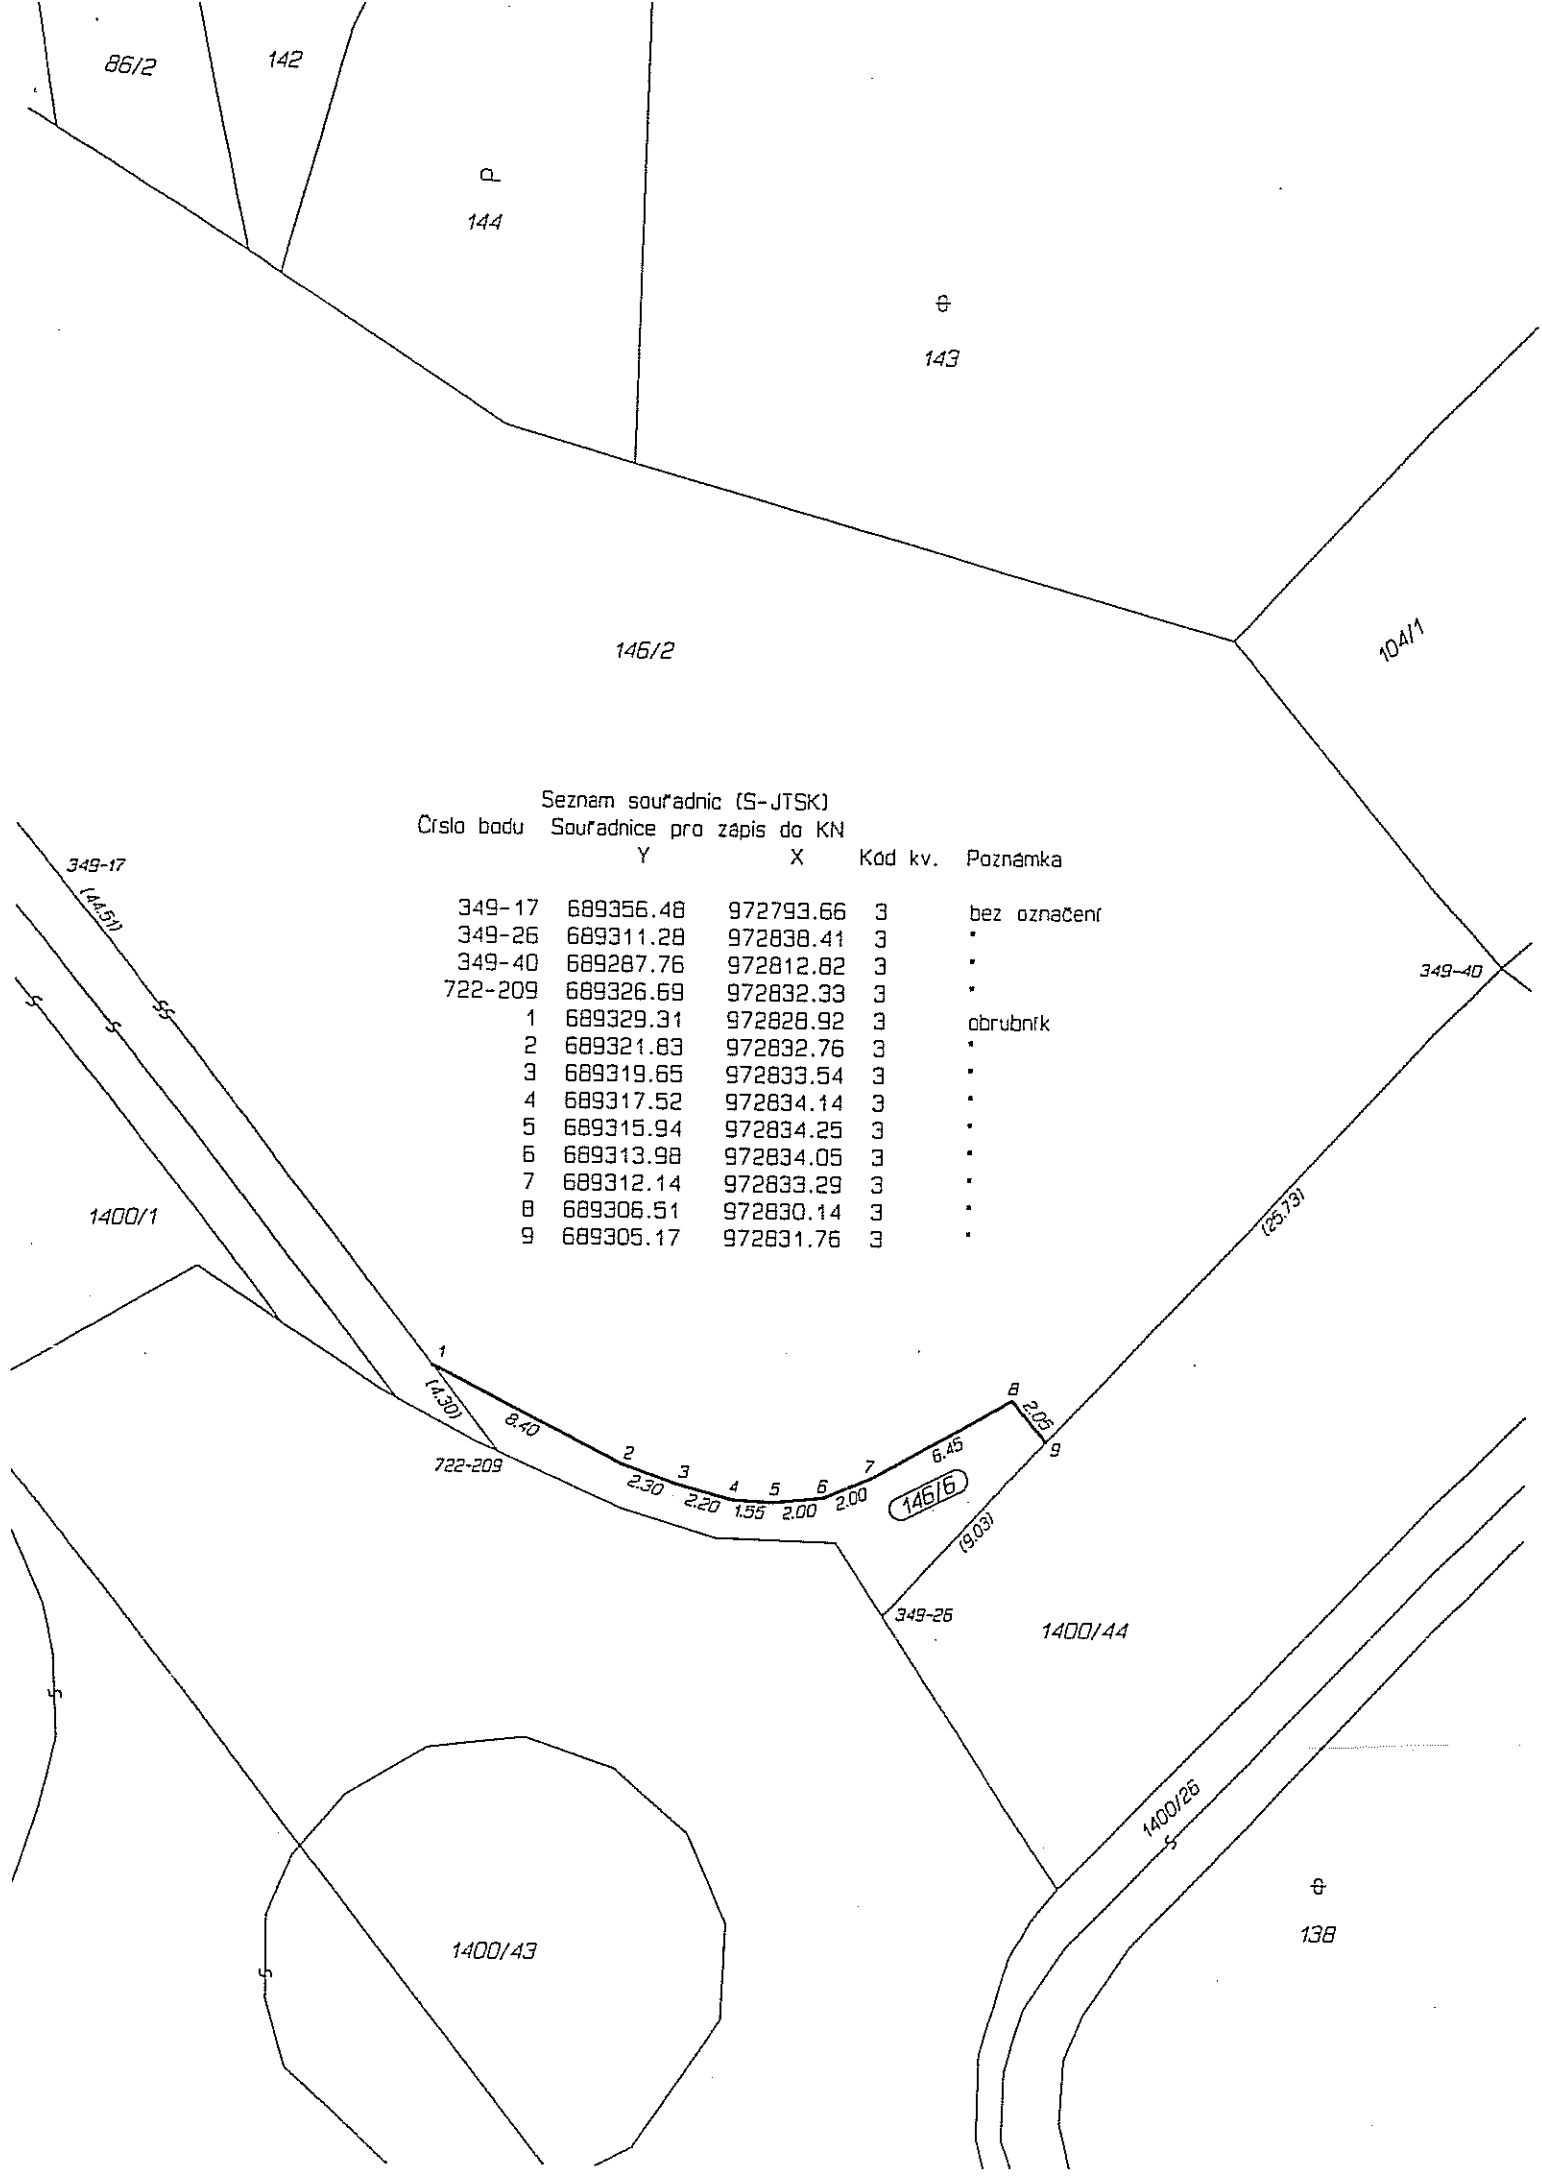 86/2
142
P
144
143
104/1
146/2
Seznam souřadnic (S-JTSK)
Číslo bodu Souřadnice pro zápis do KN
Y X Kód kv. Poznámka
349-17 689356.48 972793.66 3 bez označení
349-26 689311.28 972838.41 3 "
349-40 689287.76 972812.82 3 "
722-209 689326.69 972832.33 3 "
1 689329.31 972828.92 3 obrubník
2 689321.83 972832.76 3 "
3 689319.65 972833.54 3 "
4 689317.52 972834.14 3 "
5 689315.94 972834.25 3 "
6 689313.98 972834.05 3 "
7 689312.14 972833.29 3 "
8 689306.51 972830.14 3 "
9 689305.17 972831.76 3 "
349-17
(44.51)
349-40
(25.73)
1400/1
1
(4.30)
8.40
722-209
2
2.30
3
2.20
4
1.55
5
2.00
6
2.00
7
6.45
8
2.05
9
146/6
(9.03)
349-26
1400/44
1400/26
138
1400/43